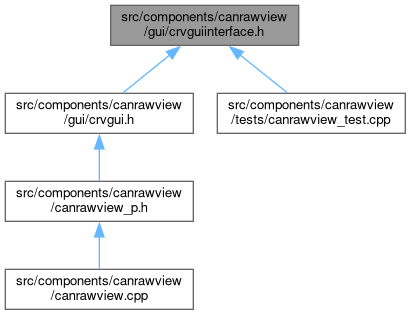 src/components/canrawview
/gui/crvguiinterface.h
src/components/canrawview
/gui/crvgui.h
src/components/canrawview
/tests/canrawview_test.cpp
src/components/canrawview
/canrawview_p.h
src/components/canrawview
/canrawview.cpp